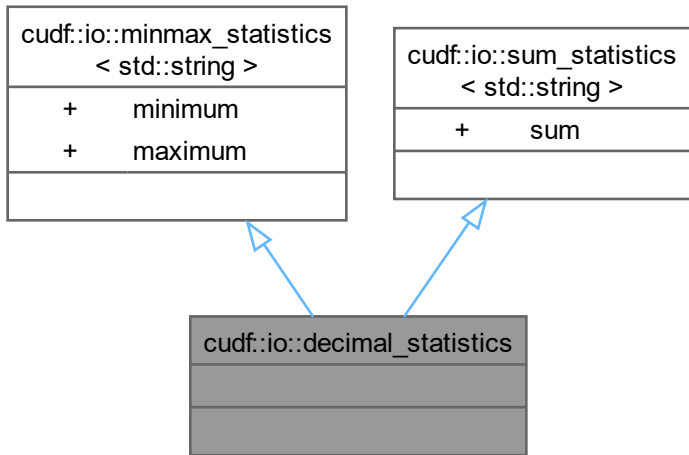 cudf::io::minmax_statistics
< std::string >
+ minimum
+ maximum
cudf::io::sum_statistics
< std::string >
+ sum
cudf::io::decimal_statistics